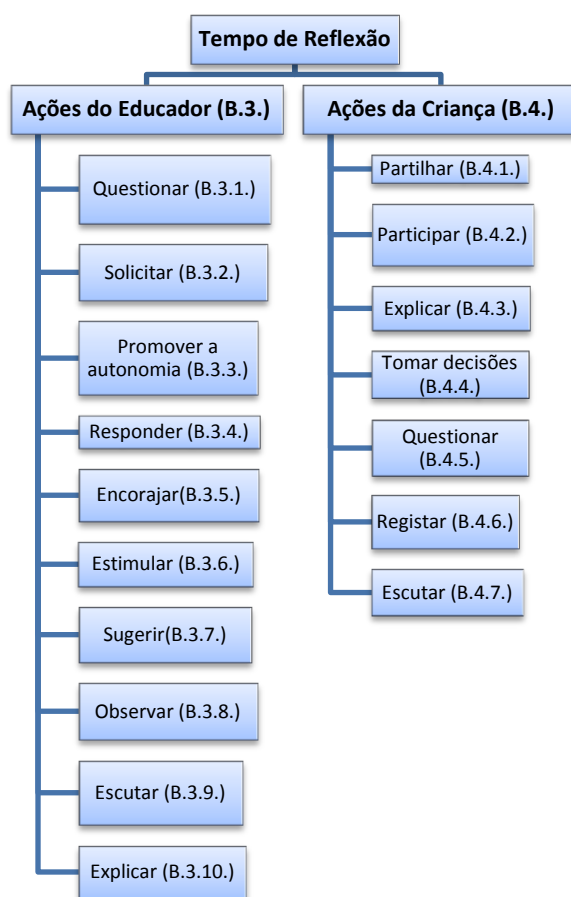 Tempo de Reflexão
Ações do Educador (B.3.)
Questionar (B.3.1.)
Solicitar (B.3.2.)
Promover a
autonomia (B.3.3.)
Responder (B.3.4.)
Encorajar(B.3.5.)
Estimular (B.3.6.)
Sugerir(B.3.7.)
Observar (B.3.8.)
Escutar (B.3.9.)
Explicar (B.3.10.)
Ações da Criança (B.4.)
Partilhar (B.4.1.)
Participar (B.4.2.)
Explicar (B.4.3.)
Tomar decisões
(B.4.4.)
Questionar
(B.4.5.)
Registar (B.4.6.)
Escutar (B.4.7.)